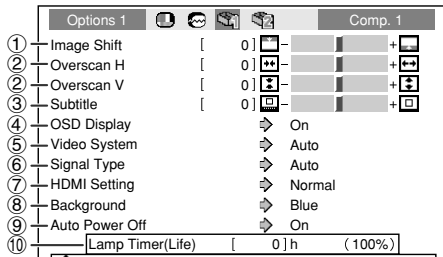 Options 1 Comp. 1
① Image Shift [ 0] − +
② Overscan H [ 0] − +
② Overscan V [ 0] − +
③ Subtitle [ 0] − +
④ OSD Display On
⑤ Video System Auto
⑥ Signal Type Auto
⑦ HDMI Setting Normal
⑧ Background Blue
⑨ Auto Power Off On
⑩ Lamp Timer(Life) [ 0] h (100%)